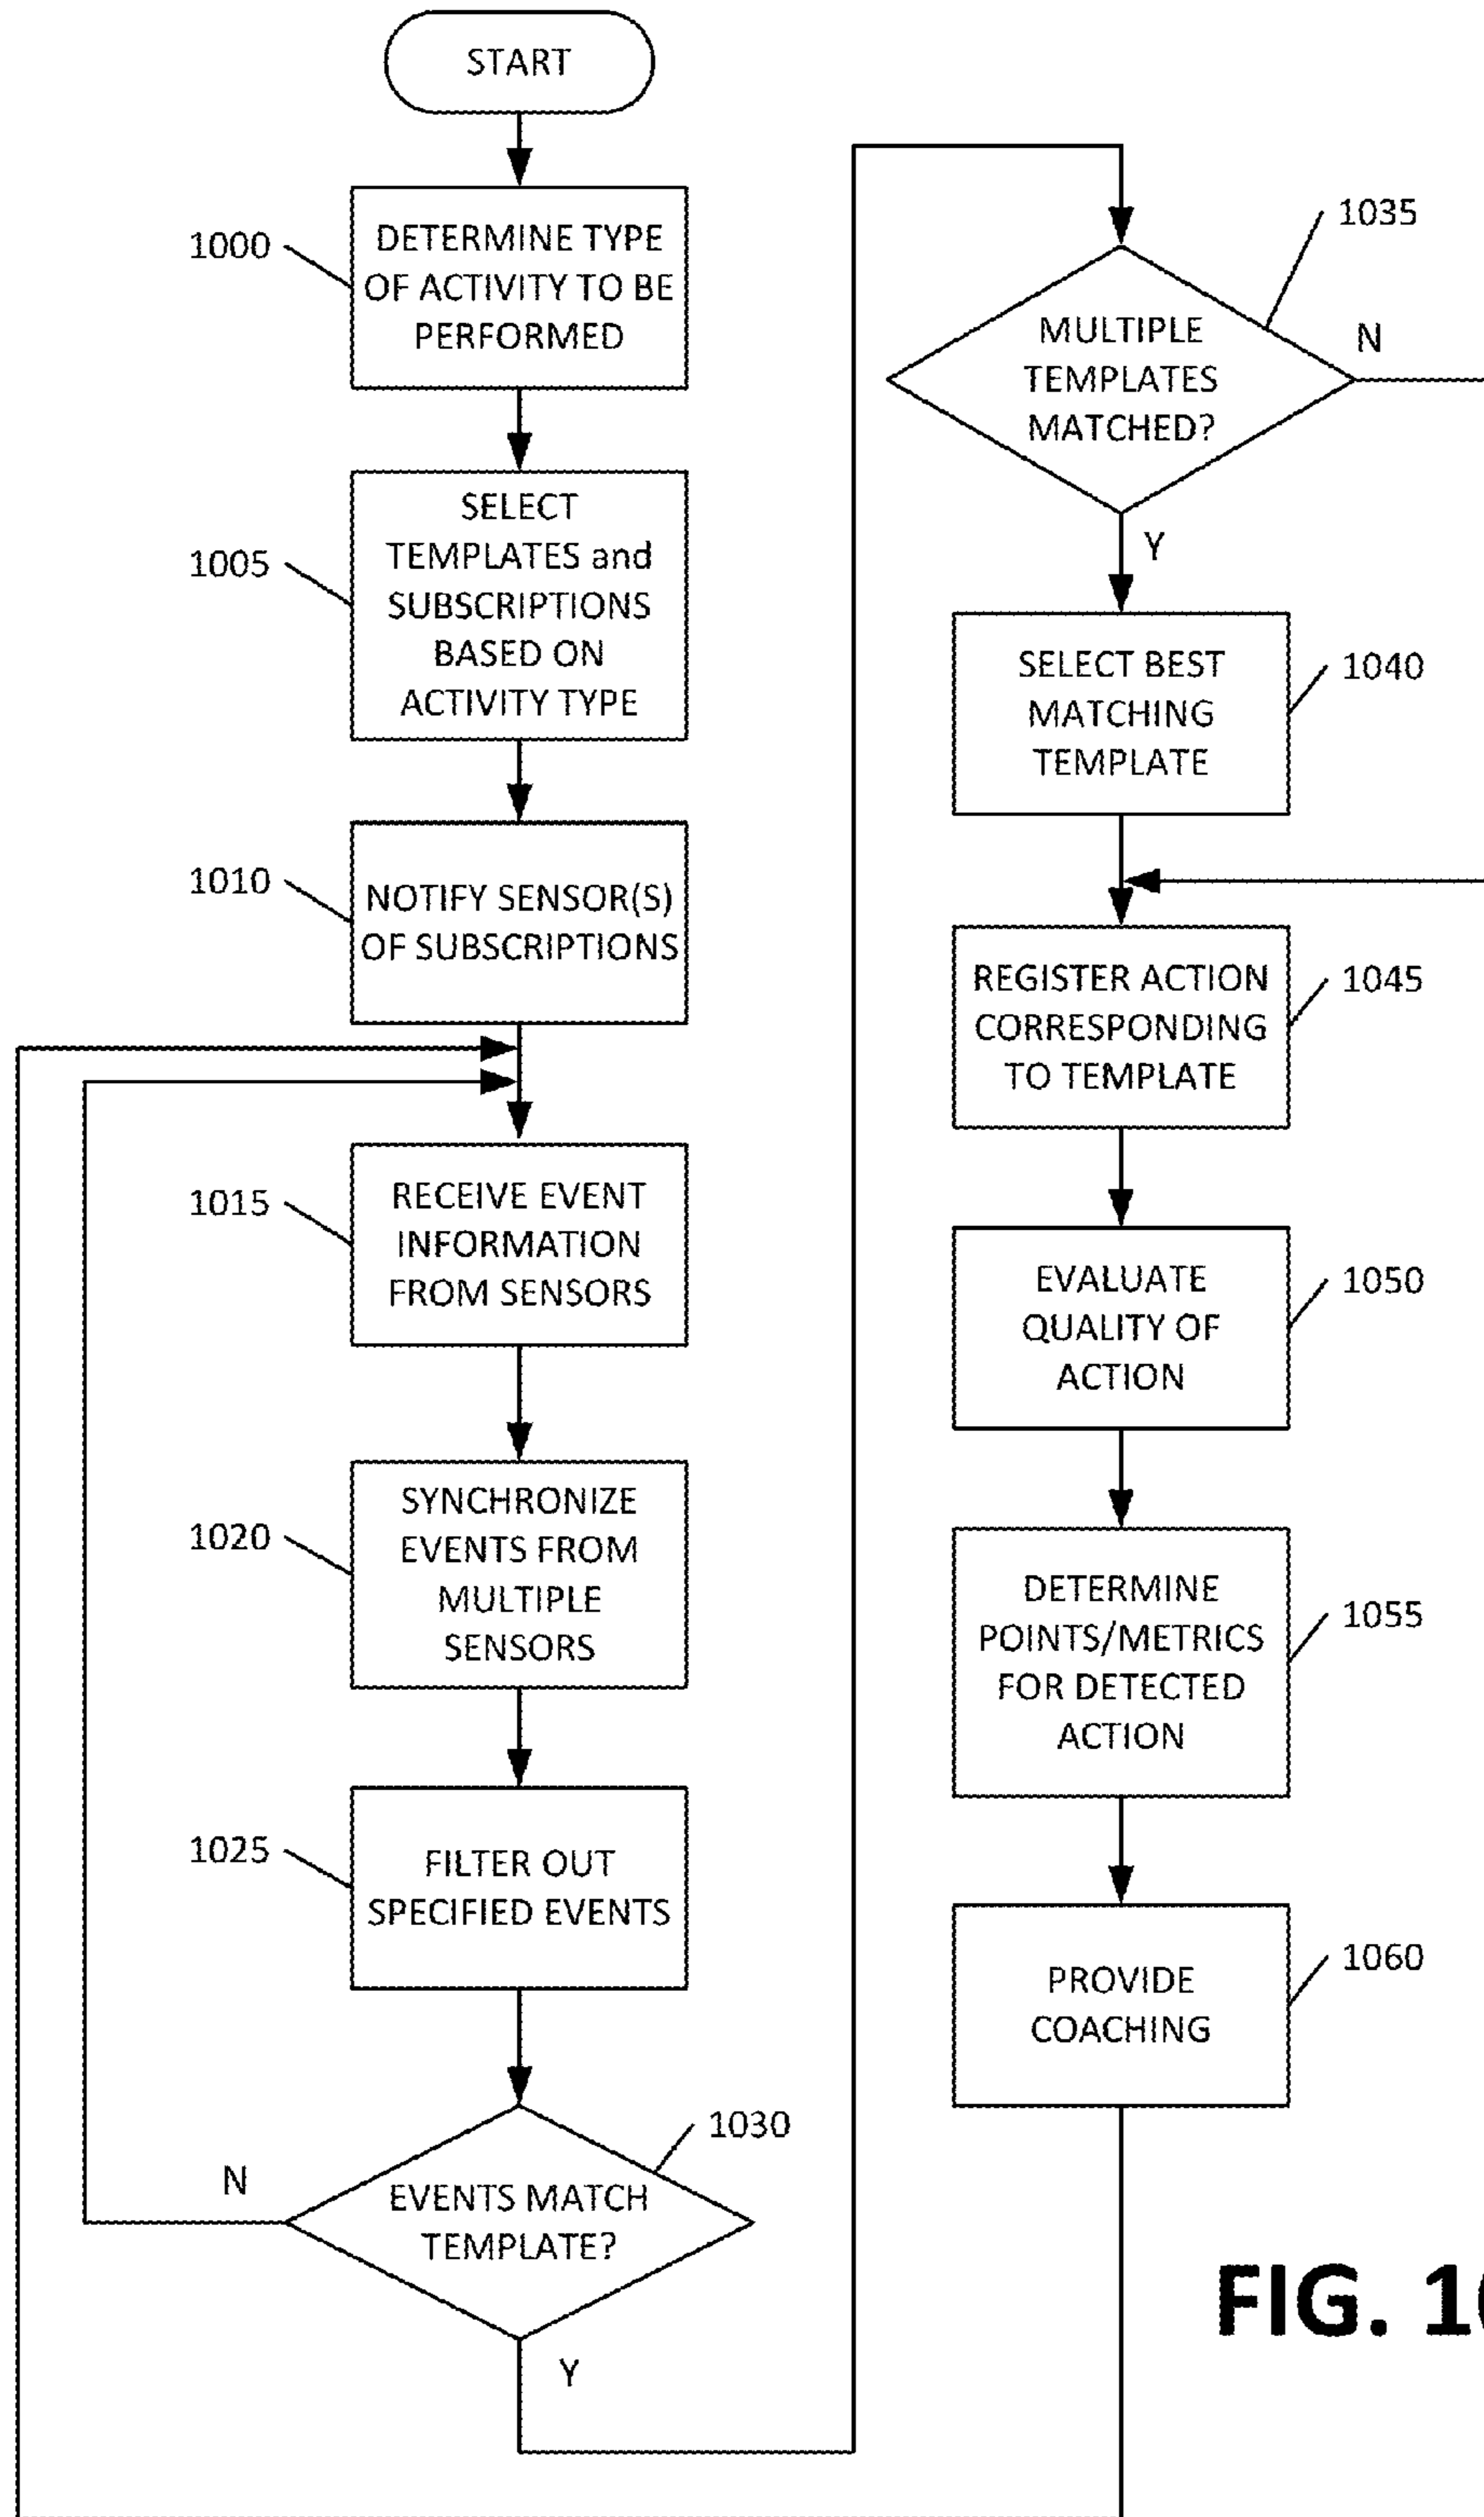 START
1000
DETERMINE TYPE
OF ACTIVITY TO BE
PERFORMED
1005
SELECT
TEMPLATES and
SUBSCRIPTIONS
BASED ON
ACTIVITY TYPE
1010
NOTIFY SENSOR(S)
OF SUBSCRIPTIONS
1015
RECEIVE EVENT
INFORMATION
FROM SENSORS
1020
SYNCHRONIZE
EVENTS FROM
MULTIPLE
SENSORS
1025
FILTER OUT
SPECIFIED EVENTS
1030
EVENTS MATCH
TEMPLATE?
N
Y
1035
MULTIPLE
TEMPLATES
MATCHED?
N
Y
SELECT BEST
MATCHING
TEMPLATE
1040
REGISTER ACTION
CORRESPONDING
TO TEMPLATE
1045
EVALUATE
QUALITY OF
ACTION
1050
DETERMINE
POINTS/METRICS
FOR DETECTED
ACTION
1055
PROVIDE
COACHING
1060
FIG.